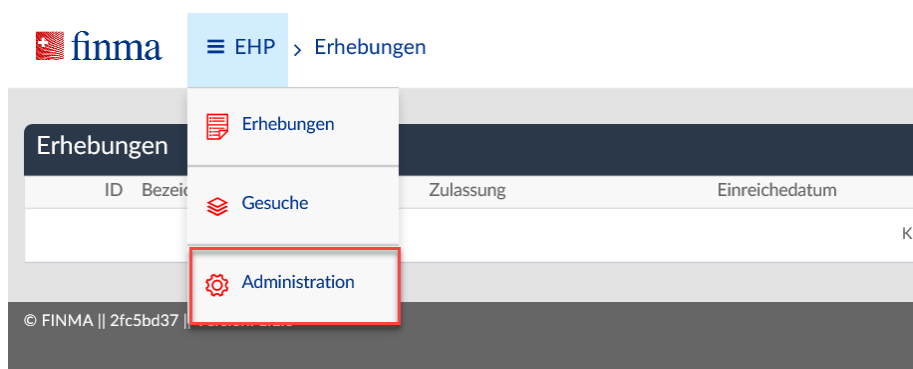 finma
EHP > Erhebungen
Erhebungen
Gesuche
Administration
Erhebungen
ID Zulassung Einreichedatum
K
© FINMA || 2fc5bd37 ||